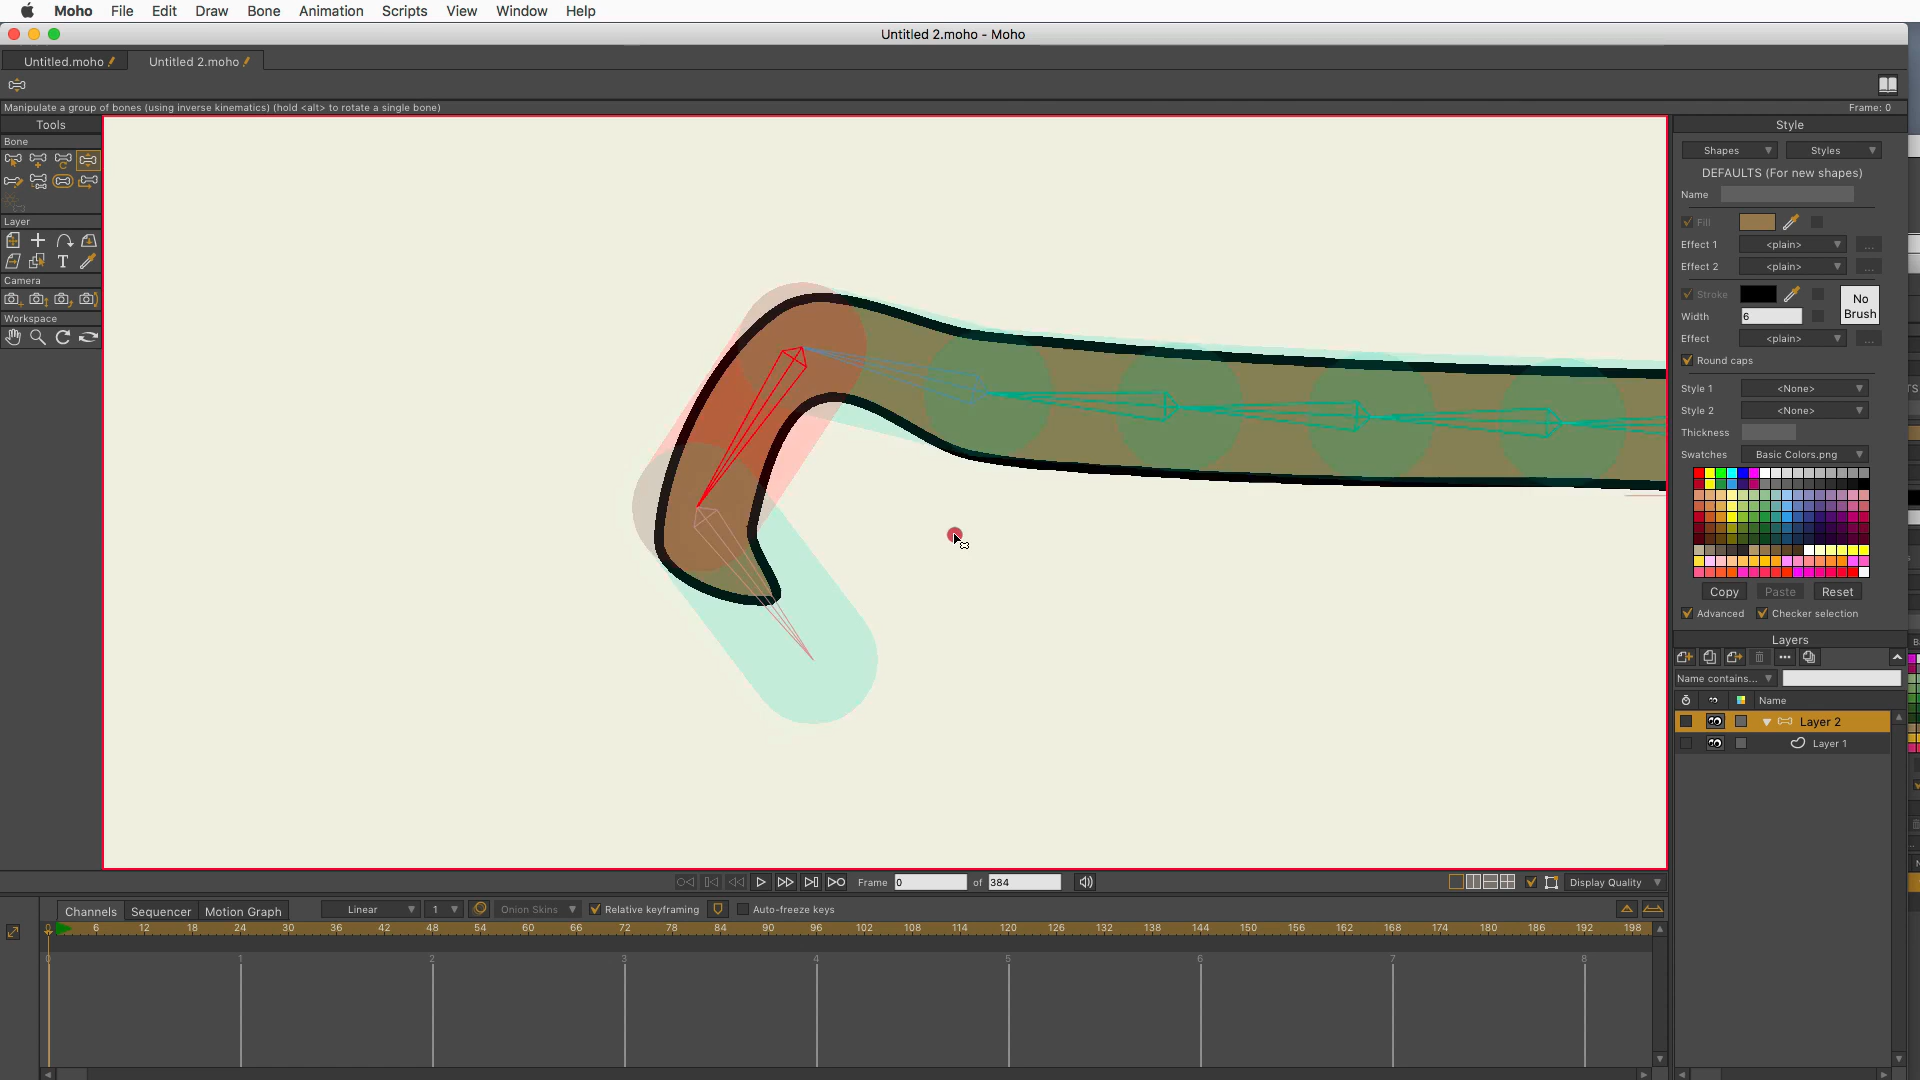 Moho File Edit Draw Bone Animation Scripts View Window Help
Untitled 2.moho - Moho
Untitled.moho Untitled 2.moho
Manipulate a group of bones (using inverse kinematics) (hold <alt> to rotate a single bone) Frame: 0
Tools
Bone
Layer
Camera
Workspace
Style
Shapes Styles
DEFAULTS (For new shapes)
Name
Fill
Effect 1 <plain> ...
Effect 2 <plain> ...
Stroke
No Brush
Width 6
Effect <plain> ...
Round caps
Style 1 <None>
Style 2 <None>
Thickness
Swatches Basic Colors.png
Copy Paste Reset
Advanced Checker selection
Layers
Name contains...
Name
Layer 2
Layer 1
Frame 0 of 384 Display Quality
Channels Sequencer Motion Graph Linear 1 Onion Skins Relative keyframing Auto-freeze keys
0 6 12 18 24 30 36 42 48 54 60 66 72 78 84 90 96 102 108 114 120 126 132 138 144 150 156 162 168 174 180 186 192 198
0 1 2 3 4 5 6 7 8